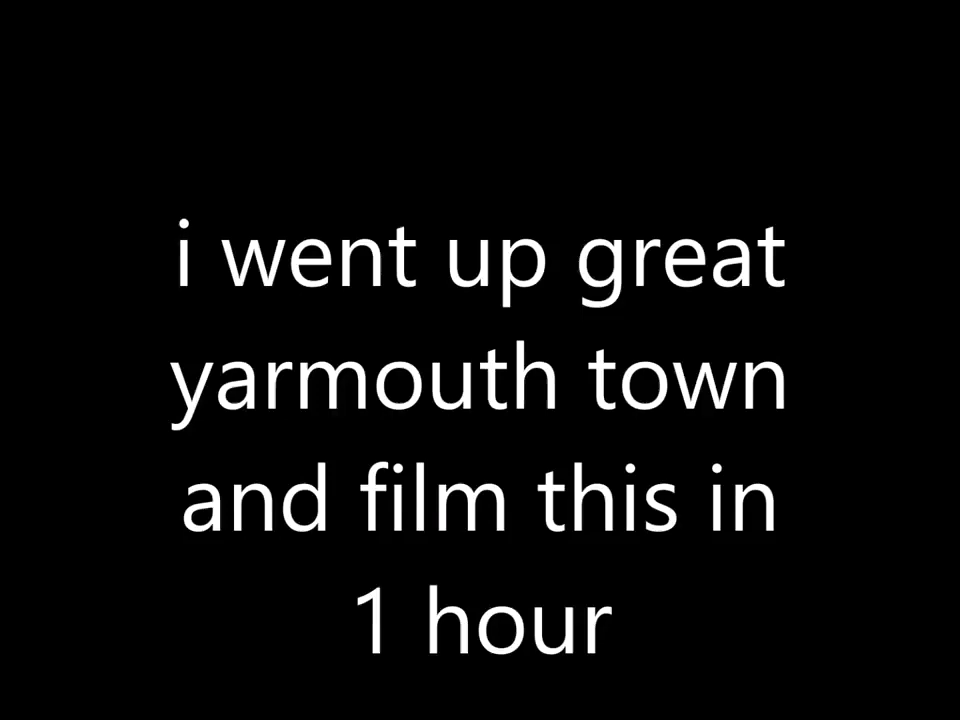 i went up great
yarmouth town
and film this in
1 hour